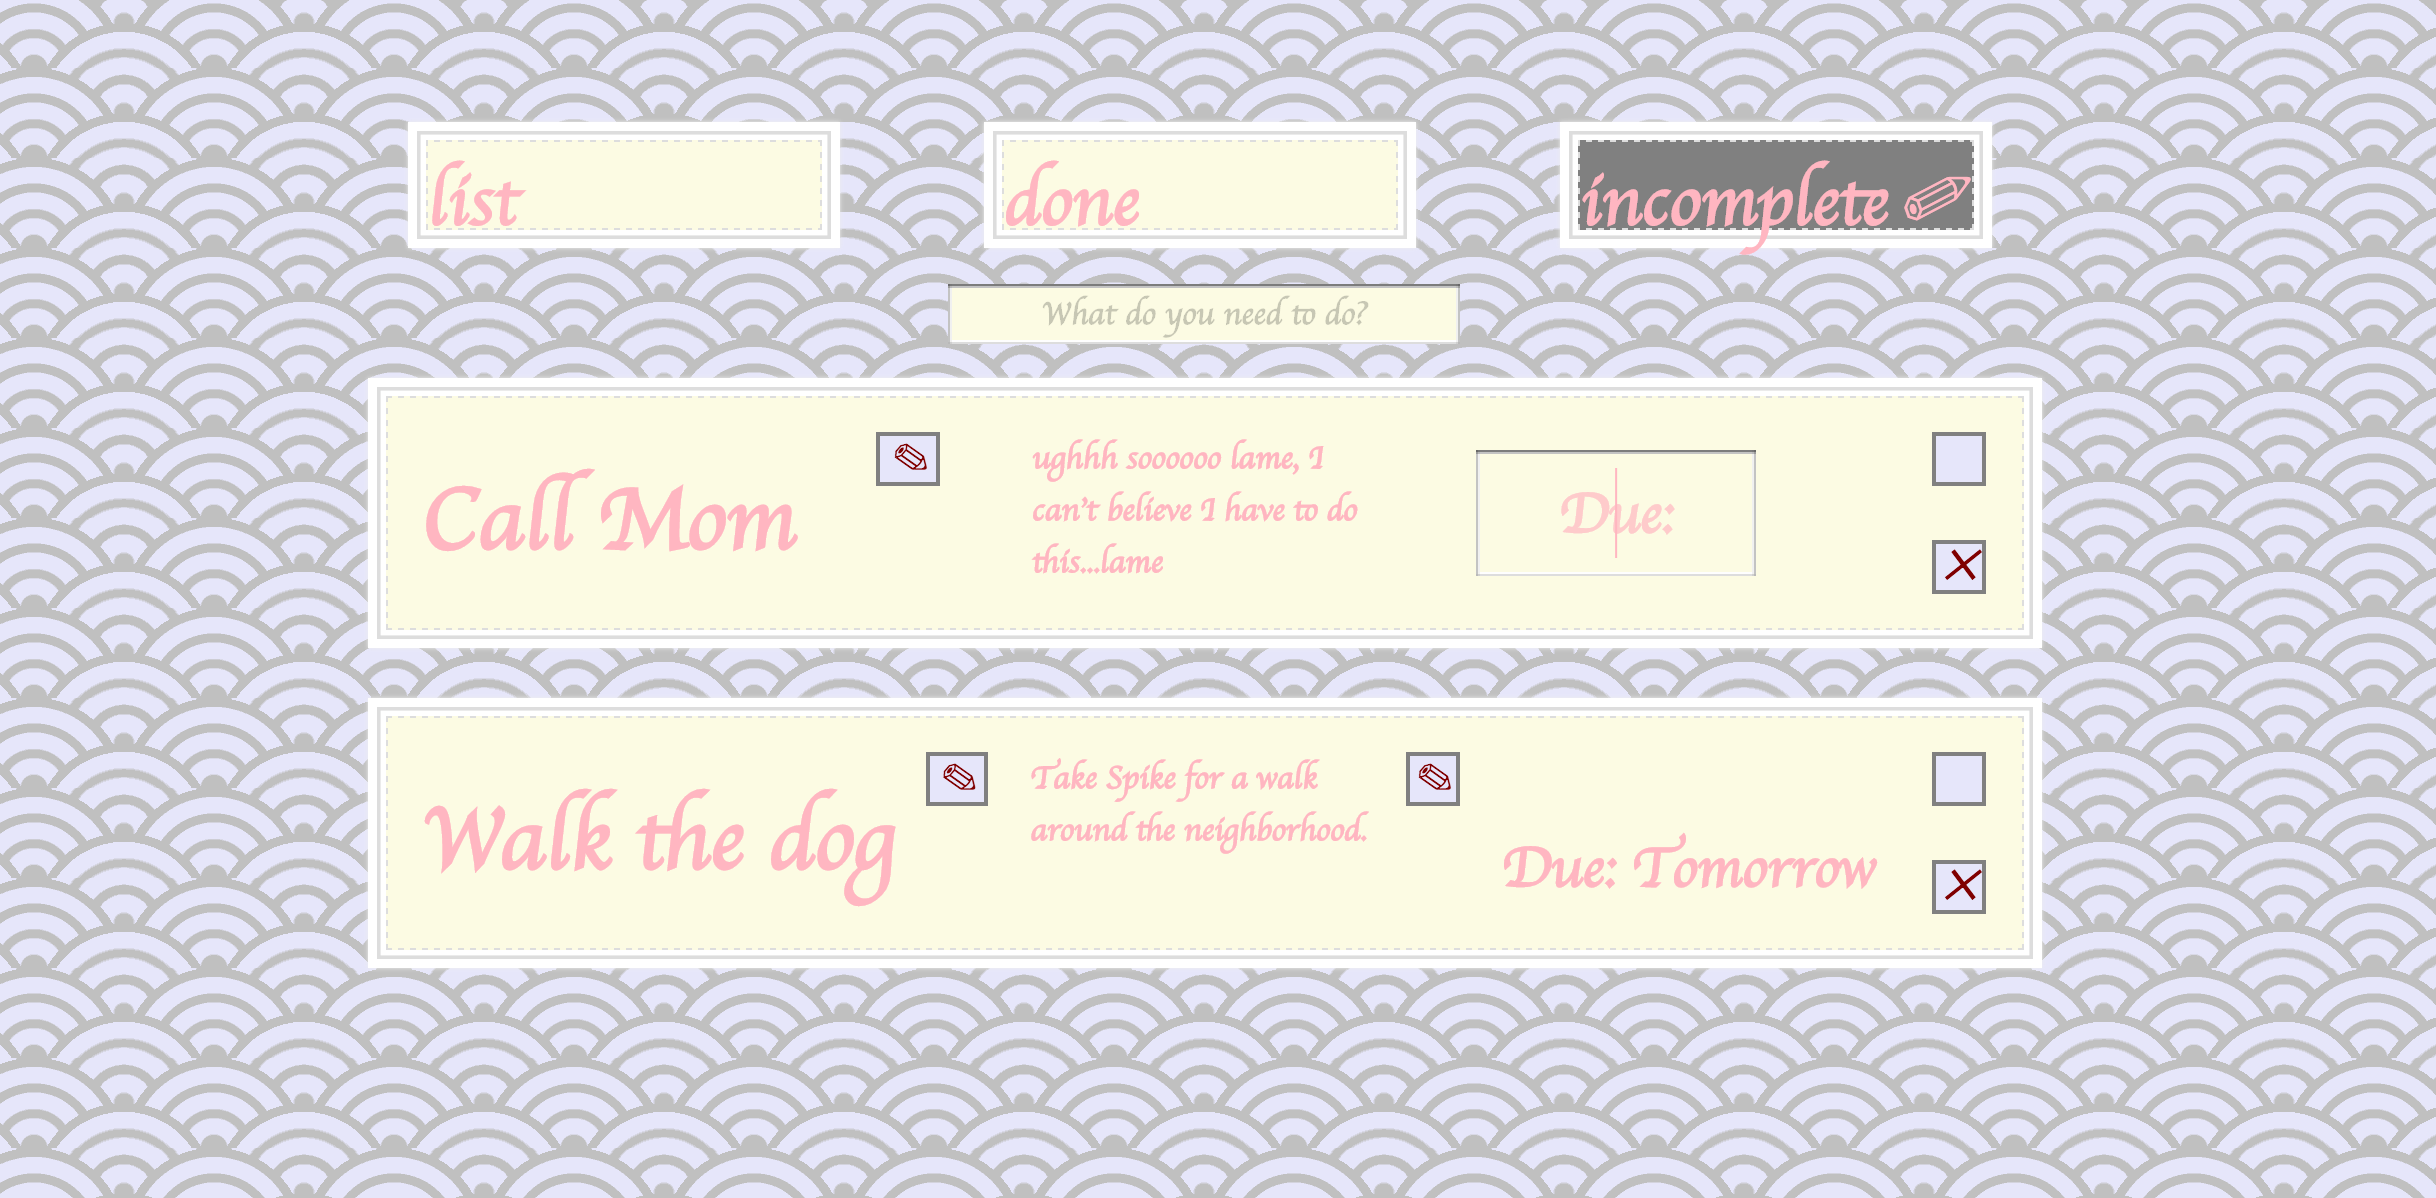 list
done
incomplete
What do you need to do?
Call Mom
ughhh soooooo lame, I
can't believe I have to do
this...lame
Due:
Walk the dog
Take Spike for a walk
around the neighborhood.
Due: Tomorrow